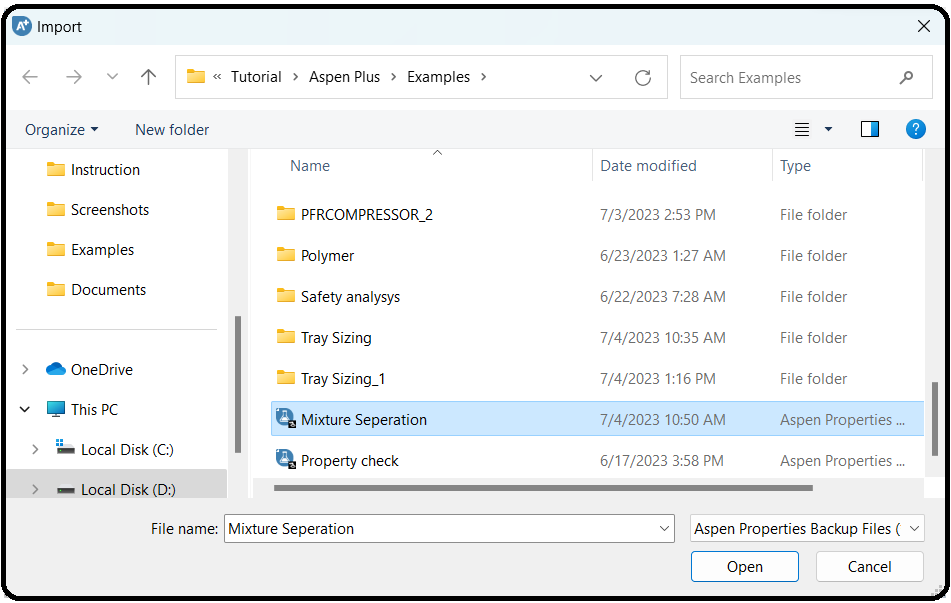 Import
« Tutorial > Aspen Plus > Examples >
Search Examples
Organize
New folder
Instruction
Screenshots
Examples
Documents
OneDrive
This PC
Local Disk (C:)
Local Disk (D:)
Name Date modified Type
PFRCOMPRESSOR_2 7/3/2023 2:53 PM File folder
Polymer 6/23/2023 1:27 AM File folder
Safety analysys 6/22/2023 7:28 AM File folder
Tray Sizing 7/4/2023 10:35 AM File folder
Tray Sizing_1 7/4/2023 1:16 PM File folder
Mixture Seperation 7/4/2023 10:50 AM Aspen Properties ...
Property check 6/17/2023 3:58 PM Aspen Properties ...
File name: Mixture Seperation
Aspen Properties Backup Files (
Open
Cancel